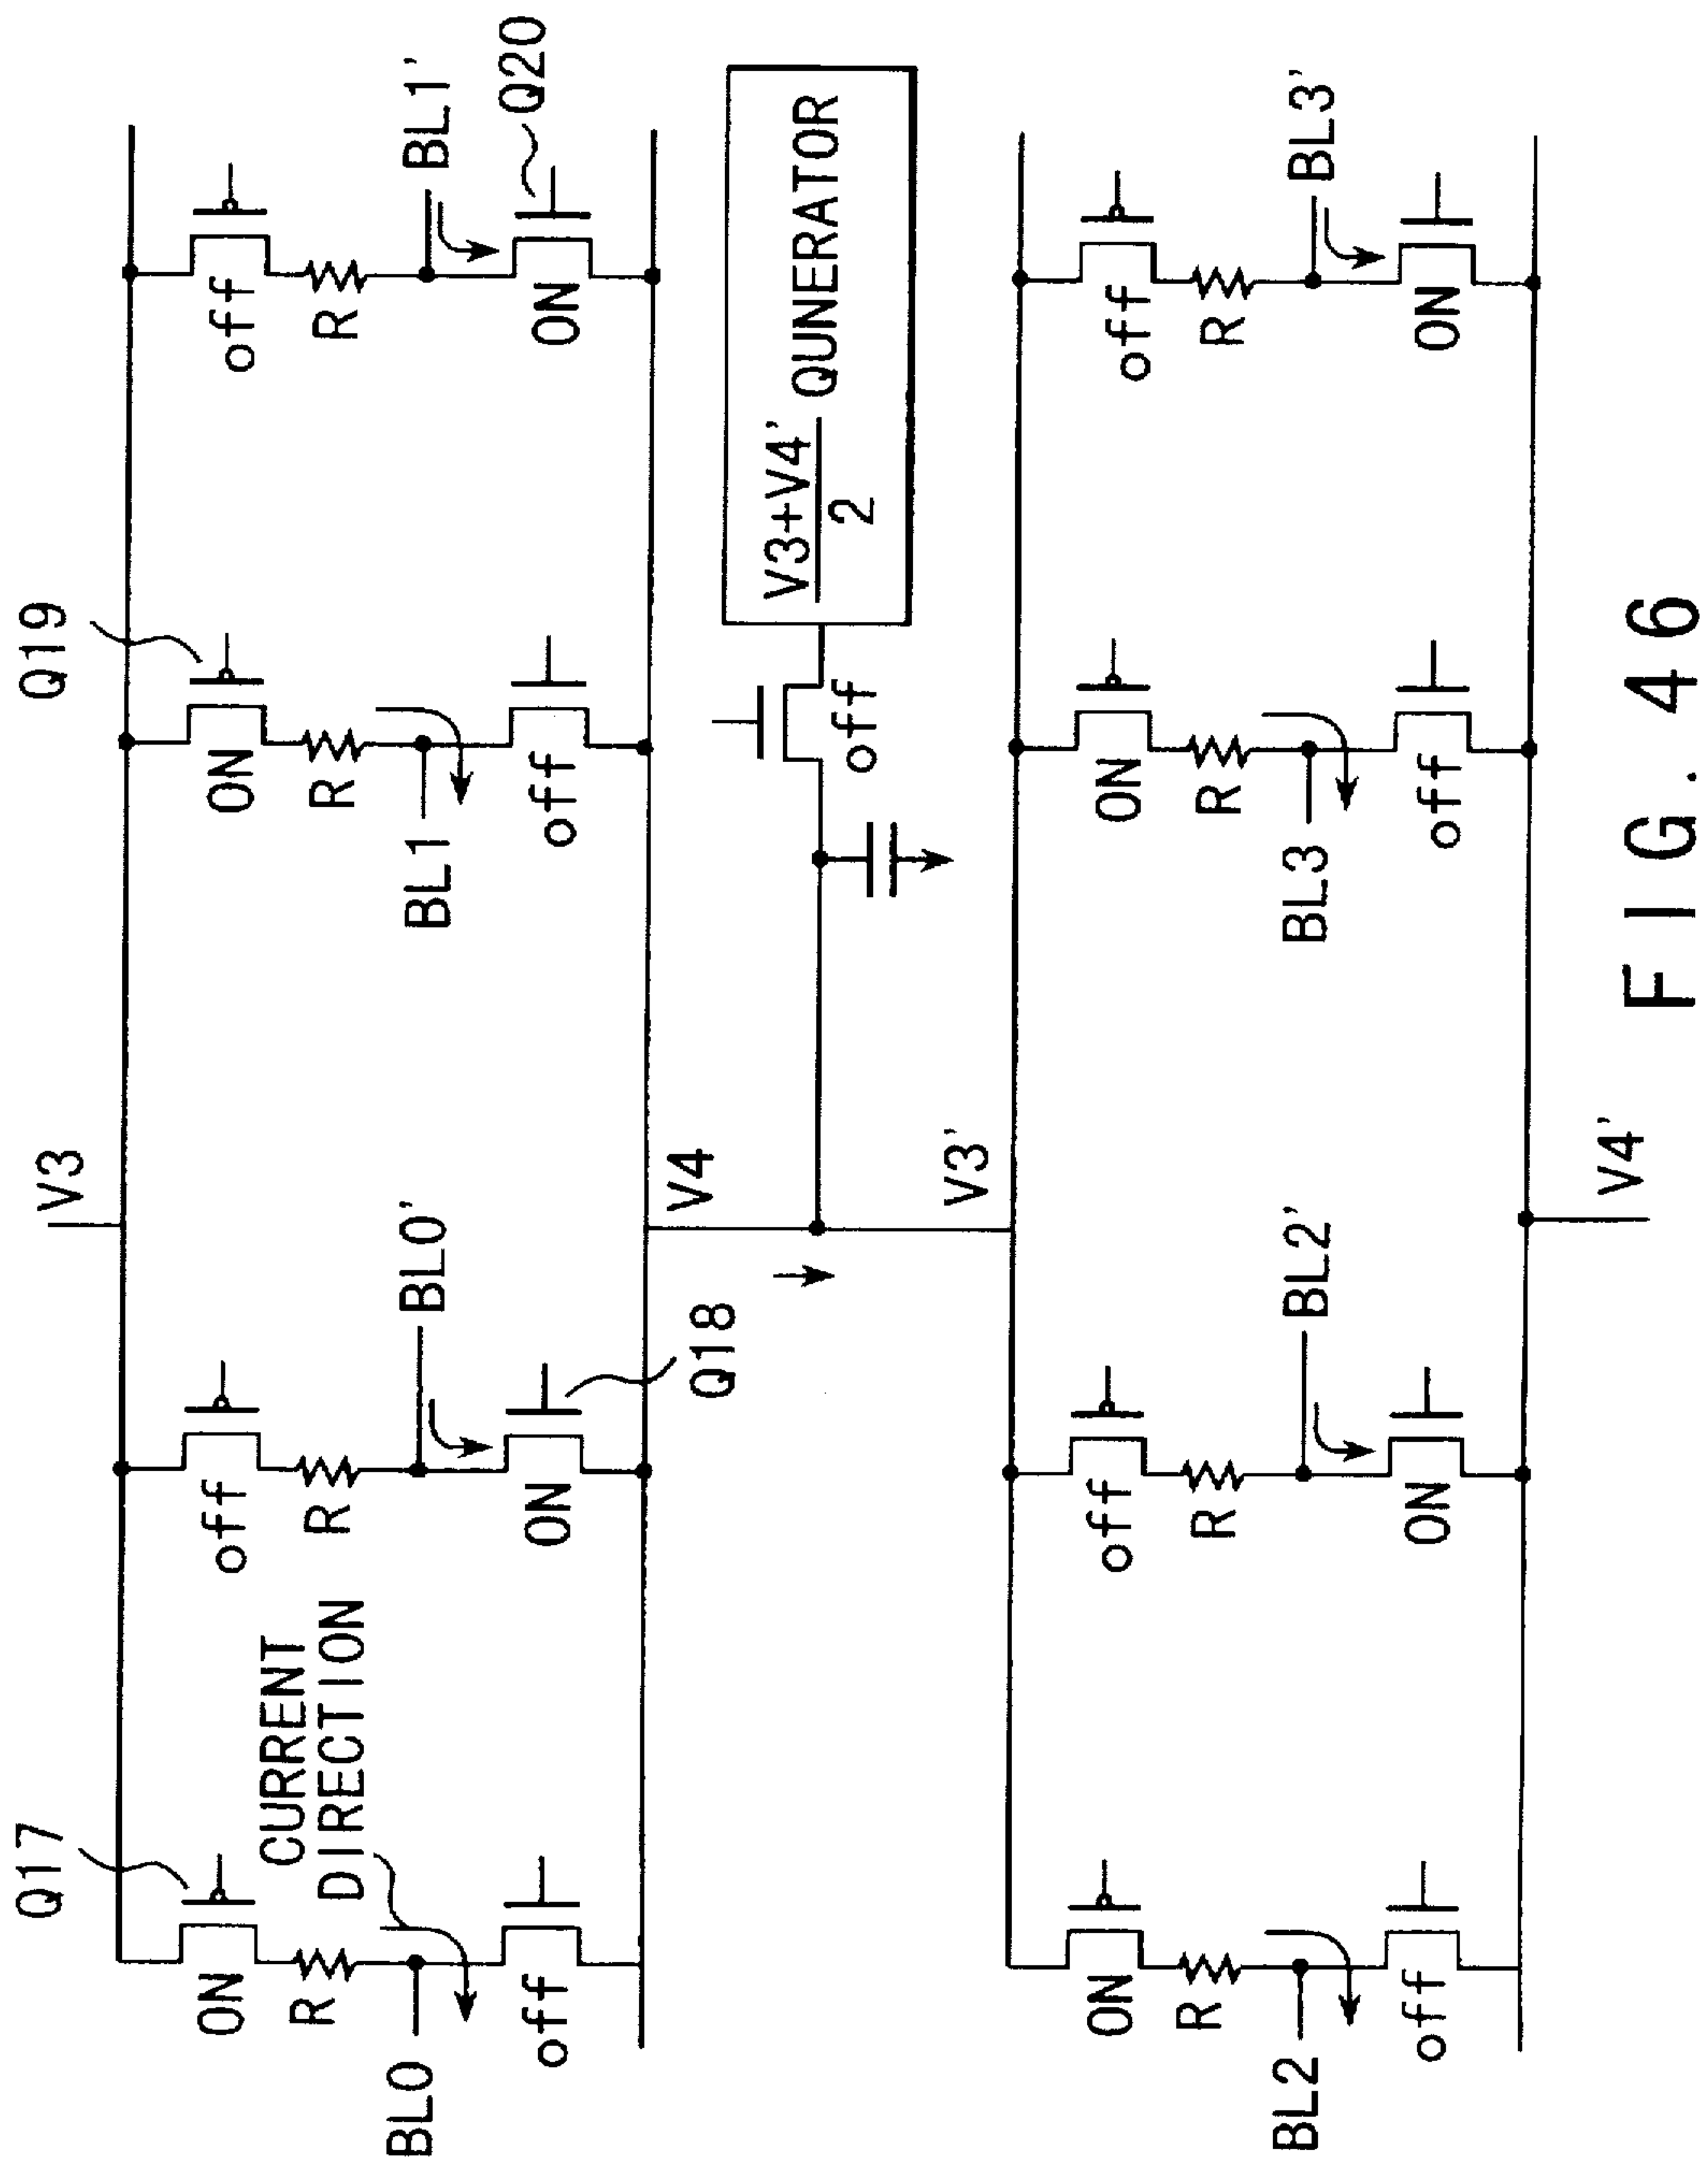 V3
Q17
Q19
ON
off
ON
off
CURRENT
DIRECTION
R
R
R
R
BL0
BL0'
BL1
BL1'
off
ON
off
ON
Q20
Q18
V4
V3+V4'
2
QUNERATOR
off
V3'
ON
off
ON
off
R
R
R
R
BL2
BL2'
BL3
BL3'
off
ON
off
ON
V4'
FIG. 46